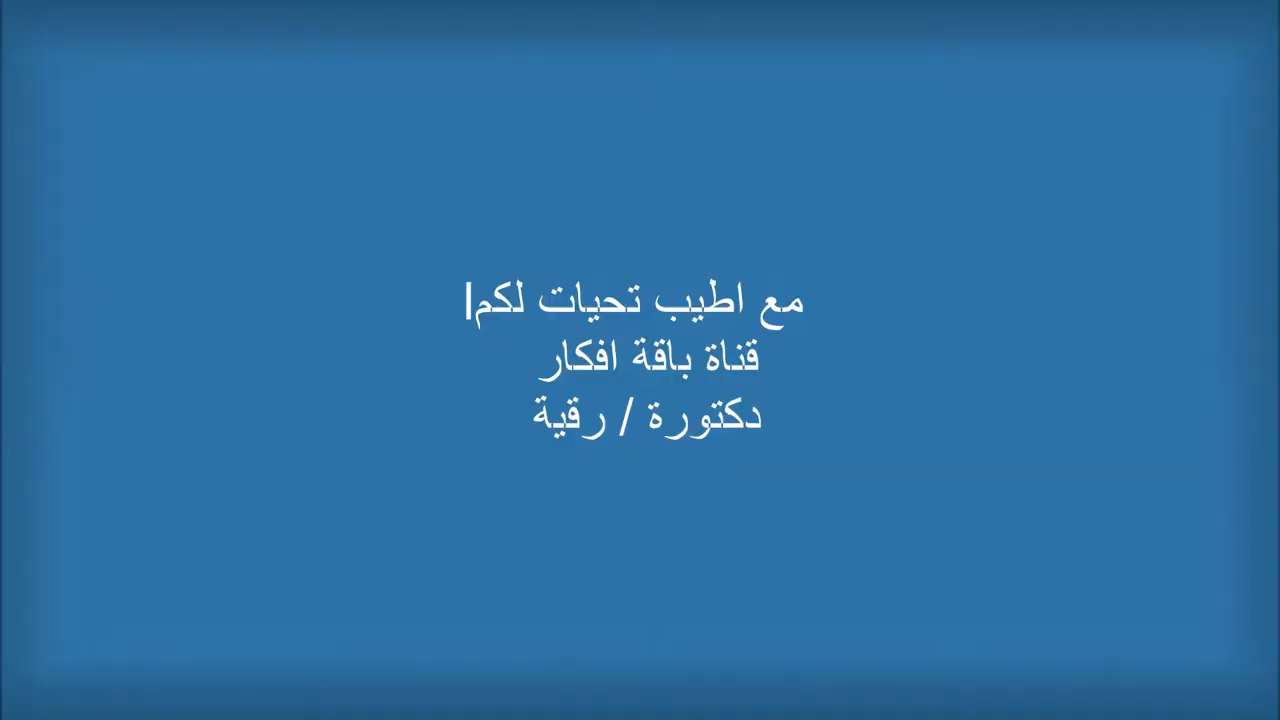 مع اطيب تحيات لكم|
قناة باقة افكار
دكتورة / رقية